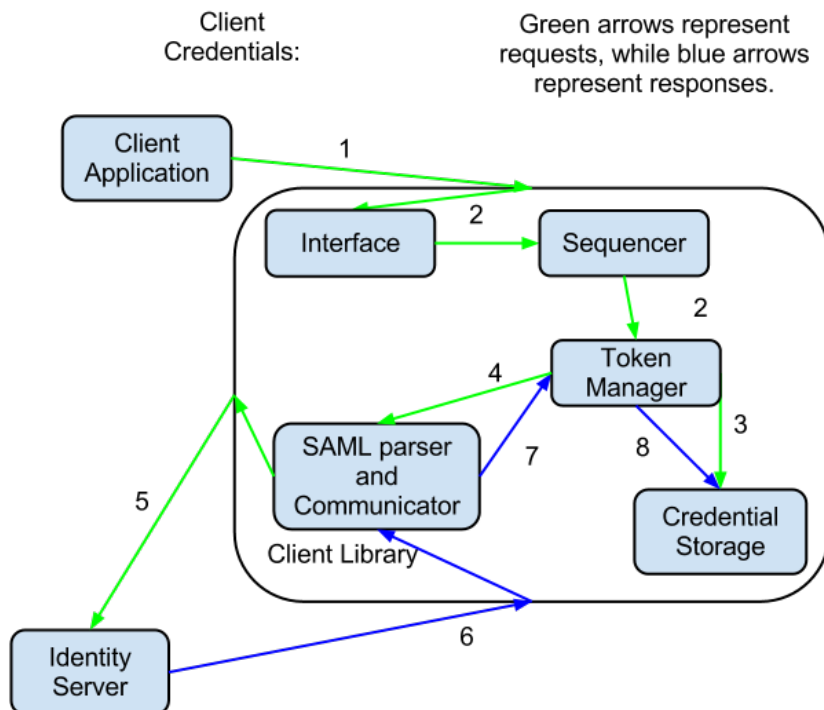 Client
Credentials:
Green arrows represent
requests, while blue arrows
represent responses.
Client
Application
1
Interface
2
Sequencer
2
Token
Manager
4
3
SAML parser
and
Communicator
7
8
5
Credential
Storage
Client Library
6
Identity
Server